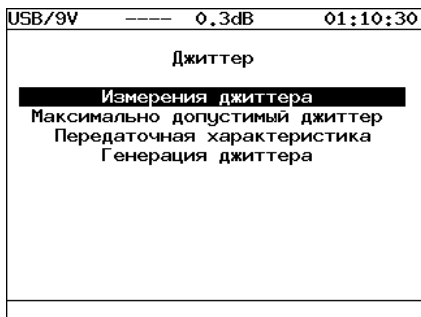 USB/9V ---- 0.3dB 01:10:30
Джиттер
Измерения джиттера
Максимально допустимый джиттер
Передаточная характеристика
Генерация джиттера